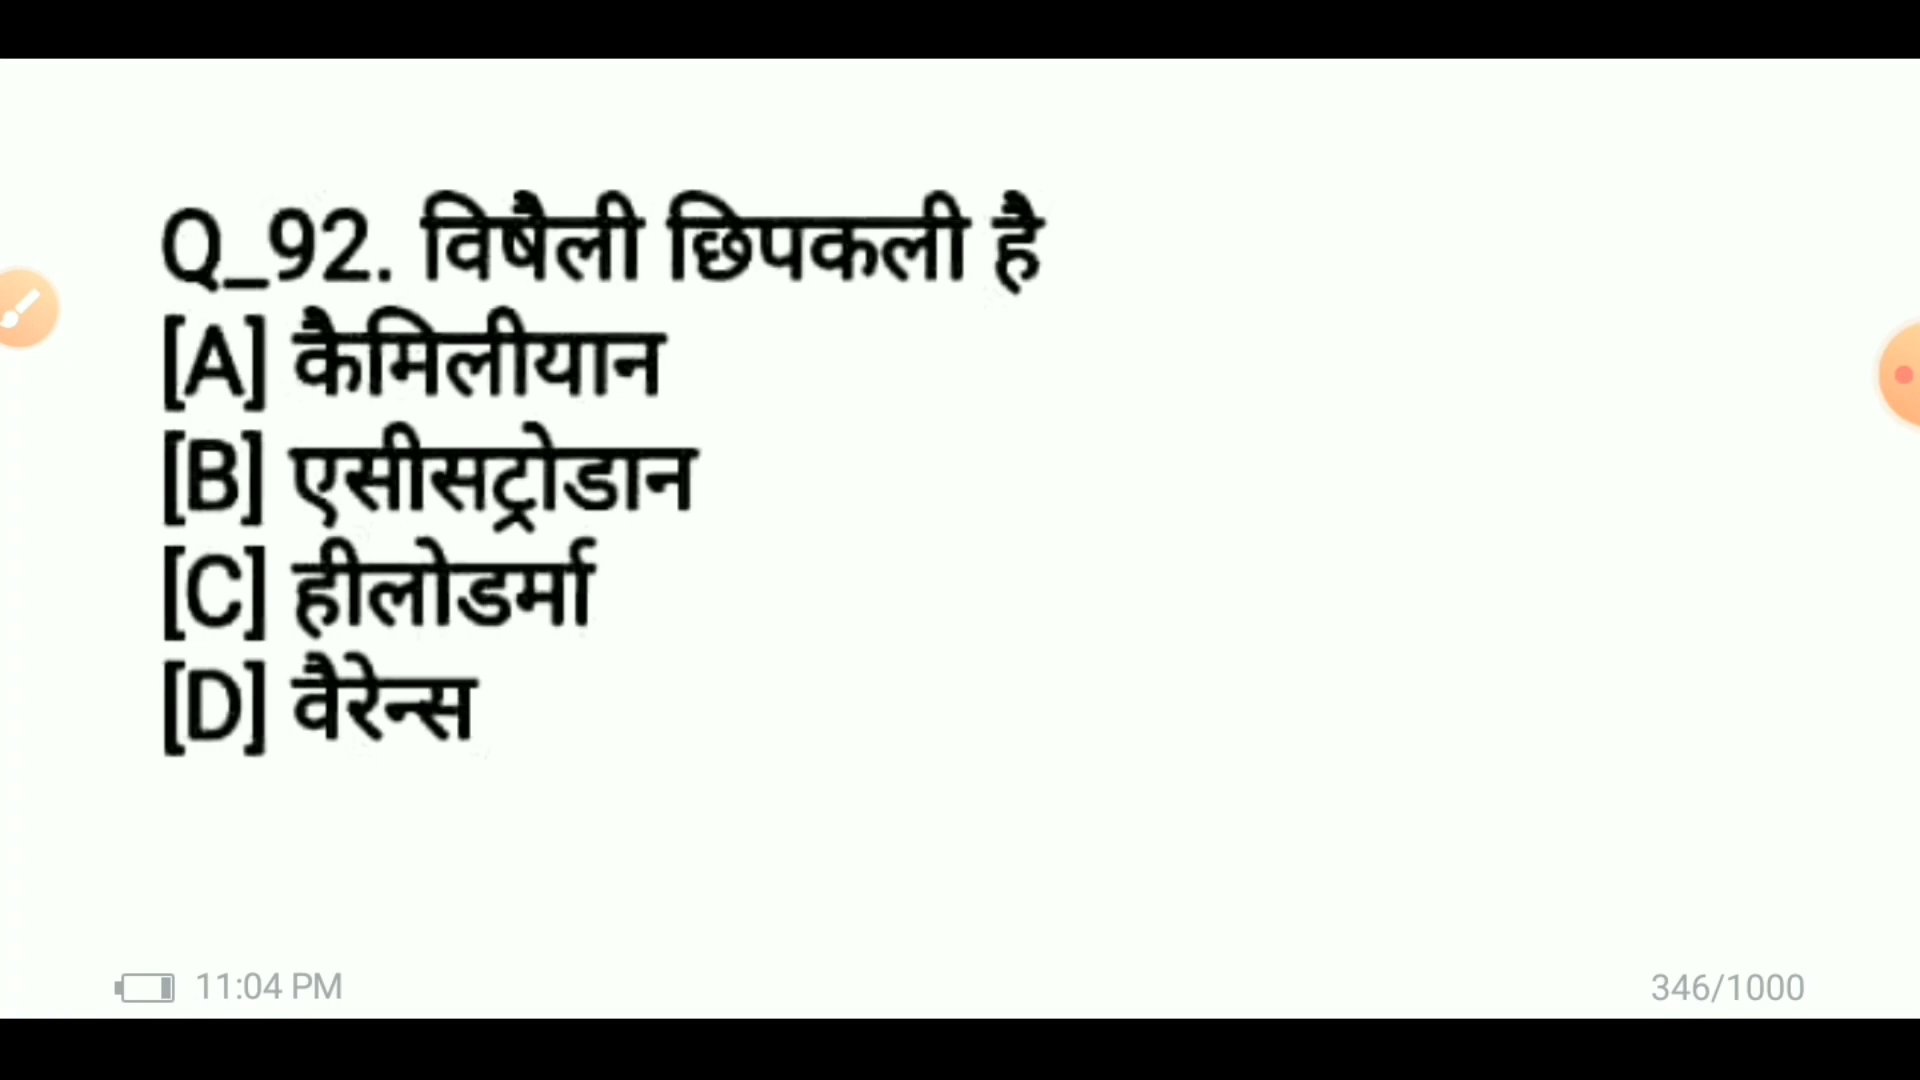 Q_92. विषैली छिपकली है
[A] कैमिलीयान
[B] एसीसट्रोडान
[C] हीलोडर्मा
[D] वैरेन्स
11:04 PM
346/1000